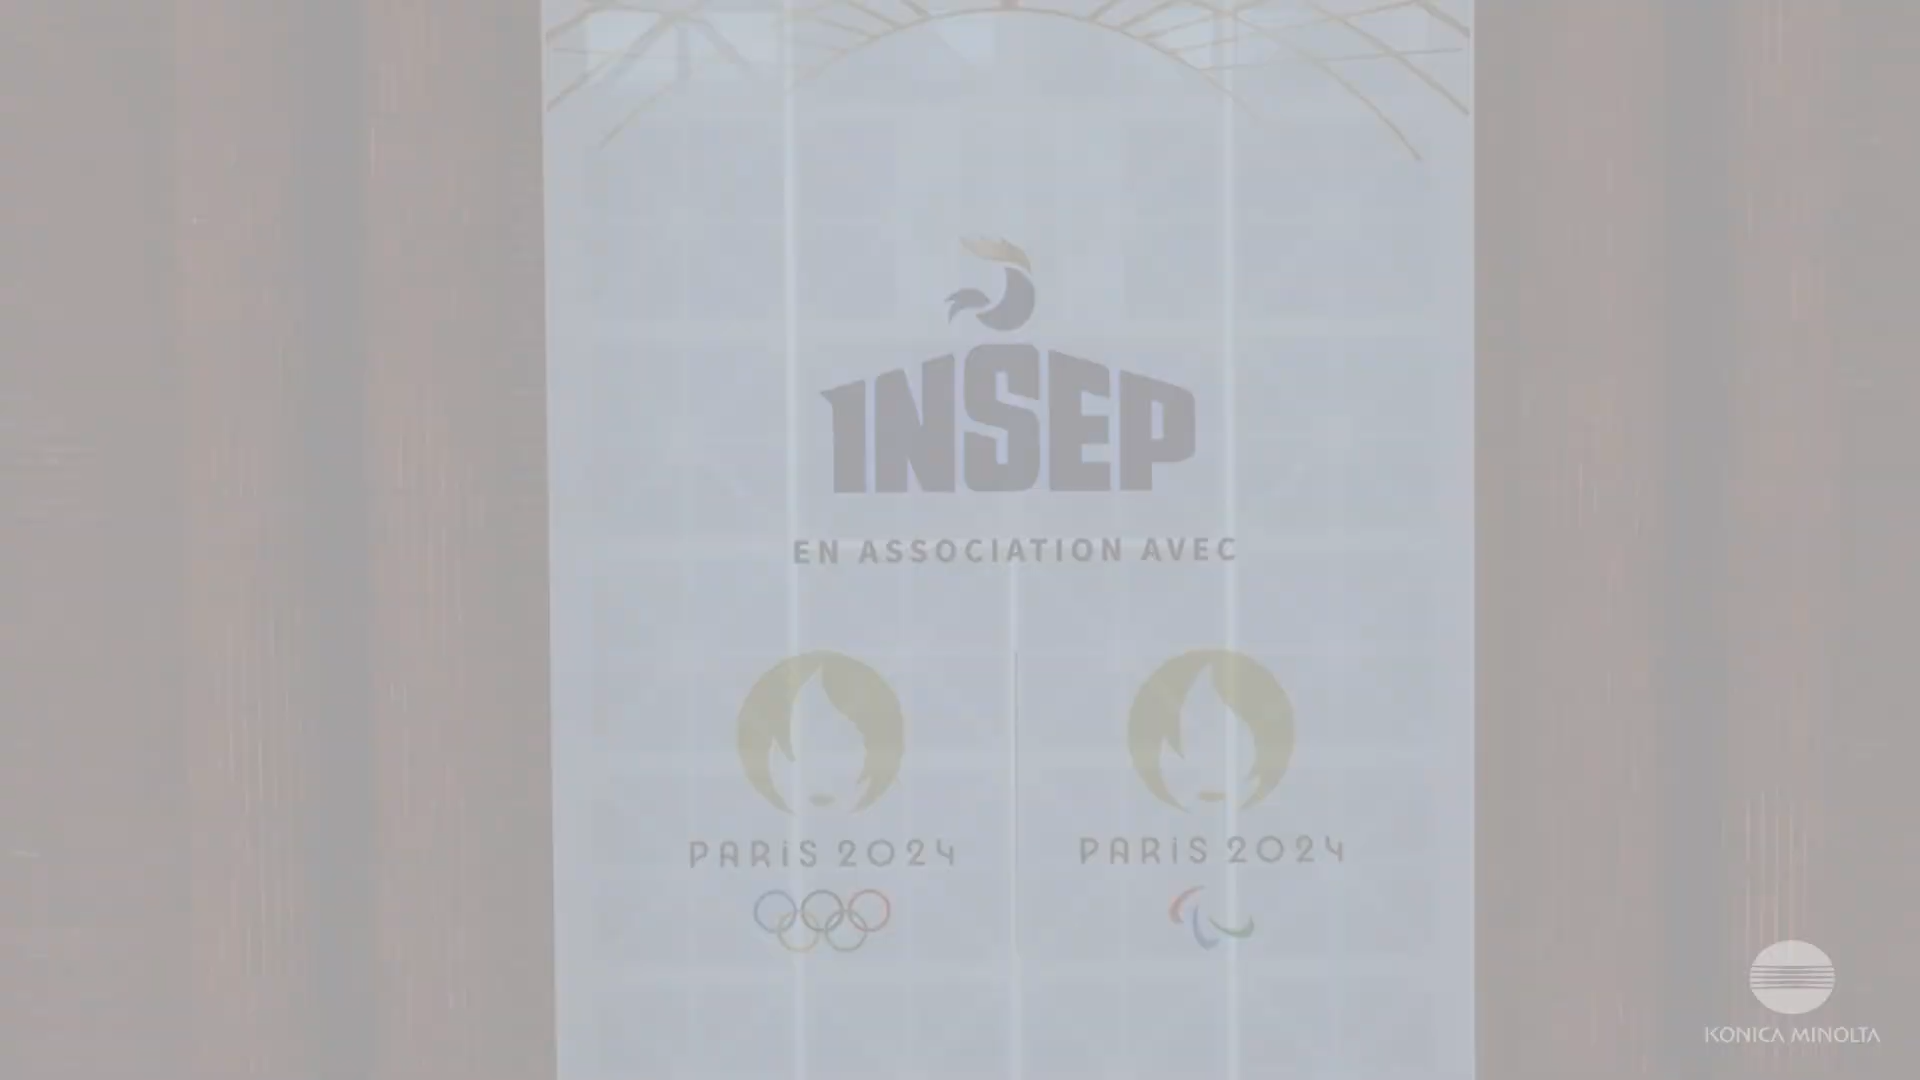 INSEP
EN ASSOCIATION AVEC
PARIS 2024
PARIS 2024
KONICA MINOLTA